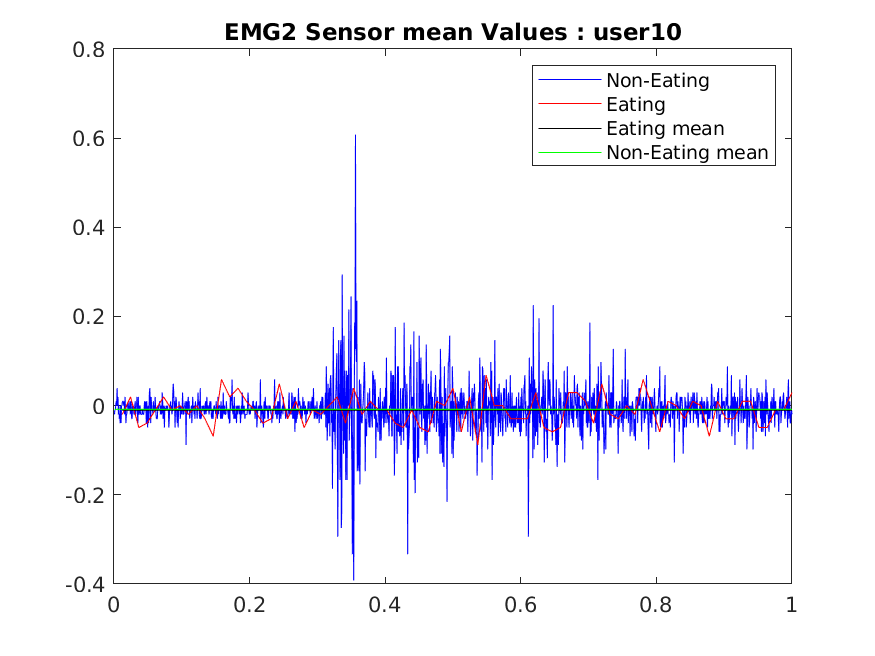 EMG2 Sensor mean Values : user10
0.8
0.6
0.4
0.2
0
-0.2
-0.4
Non-Eating
Eating
Eating mean
Non-Eating mean
0 0.2 0.4 0.6 0.8 1